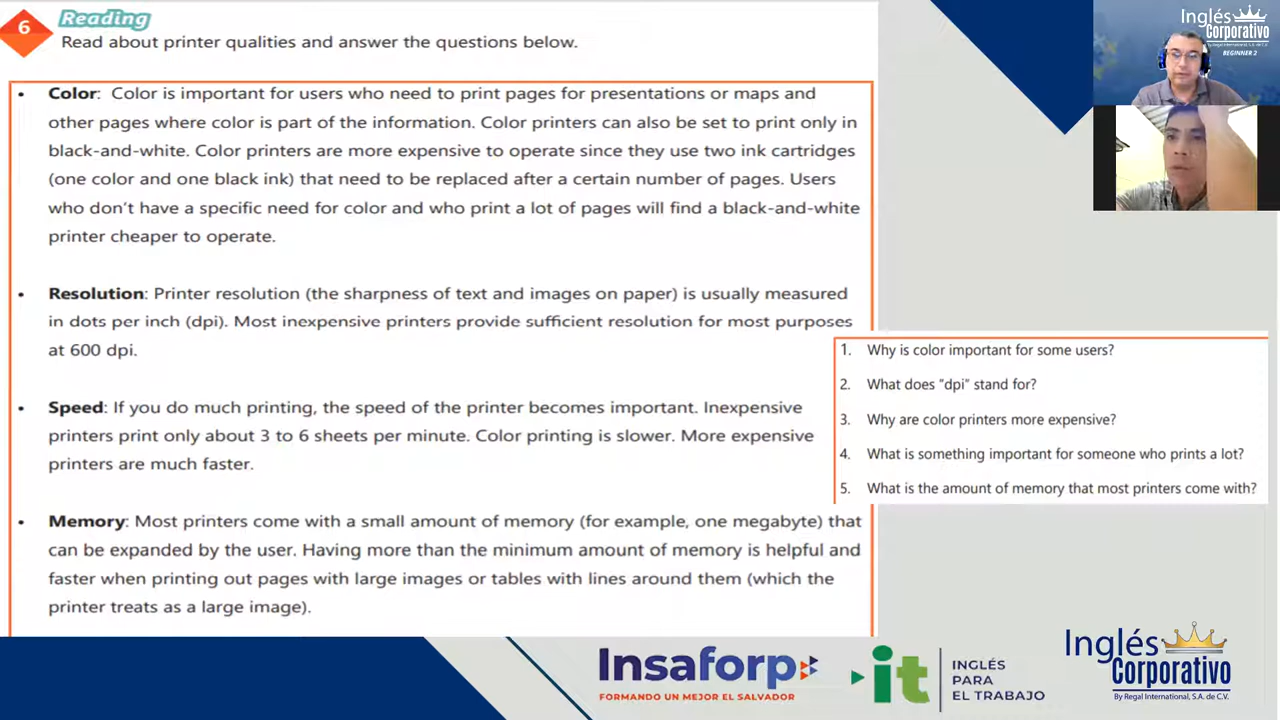 6
Reading
Read about printer qualities and answer the questions below.
• Color: Color is important for users who need to print pages for presentations or maps and
other pages where color is part of the information. Color printers can also be set to print only in
black-and-white. Color printers are more expensive to operate since they use two ink cartridges
(one color and one black ink) that need to be replaced after a certain number of pages. Users
who don't have a specific need for color and who print a lot of pages will find a black-and-white
printer cheaper to operate.
• Resolution: Printer resolution (the sharpness of text and images on paper) is usually measured
in dots per inch (dpi). Most inexpensive printers provide sufficient resolution for most purposes
at 600 dpi.
• Speed: If you do much printing, the speed of the printer becomes important. Inexpensive
printers print only about 3 to 6 sheets per minute. Color printing is slower. More expensive
printers are much faster.
• Memory: Most printers come with a small amount of memory (for example, one megabyte) that
can be expanded by the user. Having more than the minimum amount of memory is helpful and
faster when printing out pages with large images or tables with lines around them (which the
printer treats as a large image).
1. Why is color important for some users?
2. What does "dpi" stand for?
3. Why are color printers more expensive?
4. What is something important for someone who prints a lot?
5. What is the amount of memory that most printers come with?
Inglés
Corporativo
By Regal International, S.A. de C.V.
BEGINNER 2
Insaforp
FORMANDO UN MEJOR EL SALVADOR
it
INGLÉS
PARA
EL TRABAJO
Inglés
Corporativo
By Regal International, S.A. de C.V.